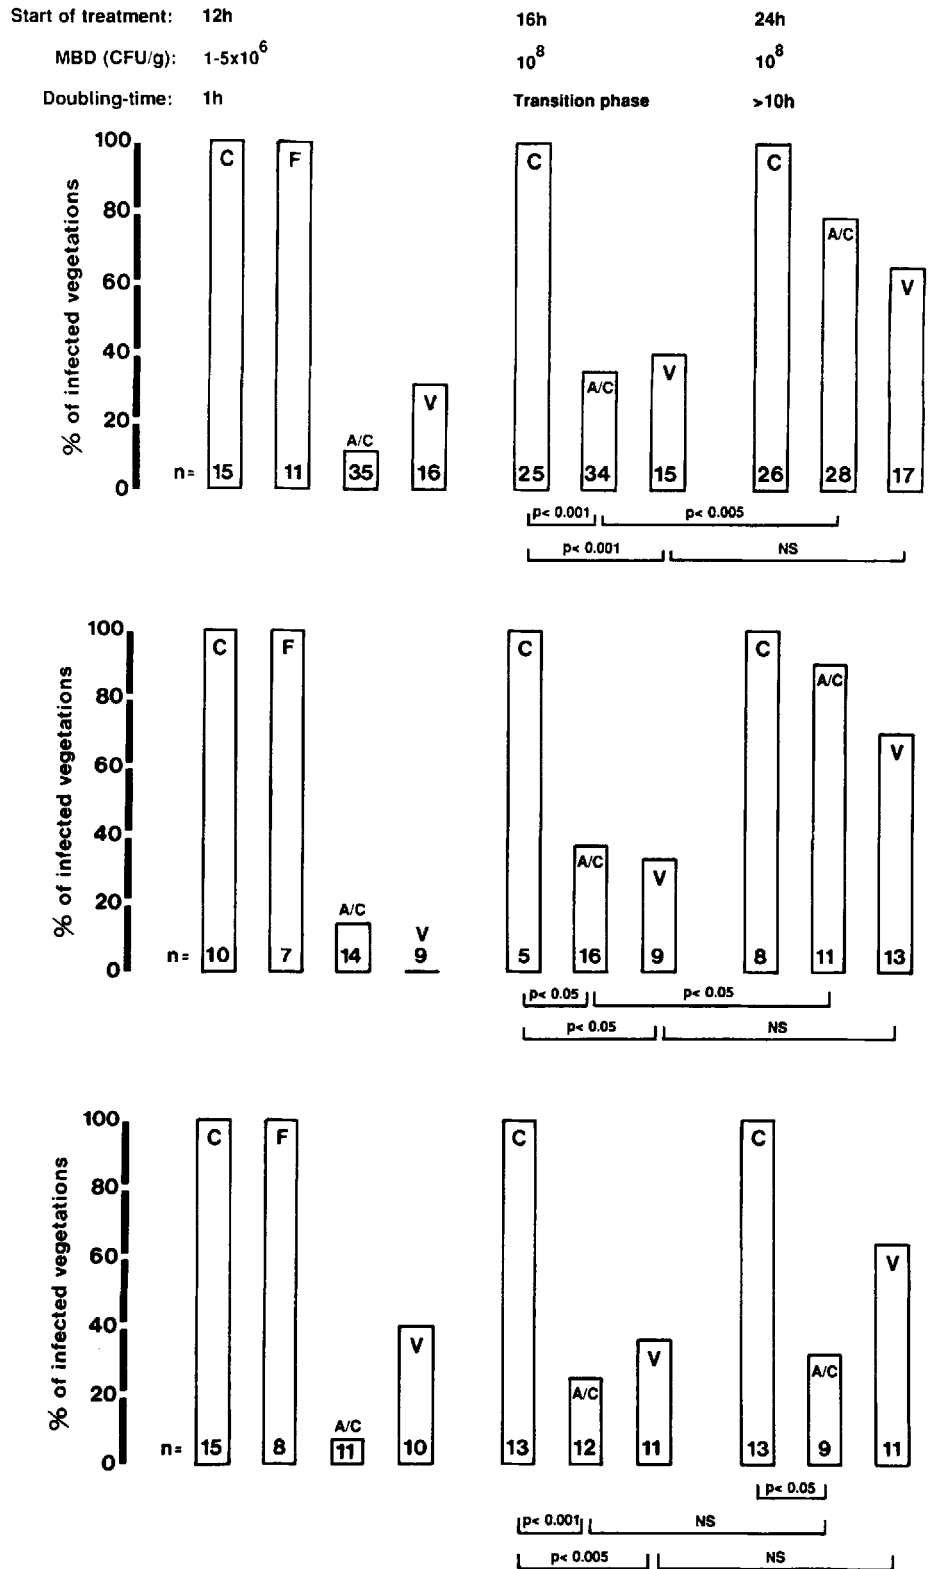 Start of treatment: 12h 16h 24h
MBD (CFU/g): 1-5x10^6 10^8 10^8
Doubling-time: 1h Transition phase >10h
% of infected vegetations
100
80
60
40
20
0
C F A/C V C A/C V C A/C V
n= 15 11 35 16 25 34 15 26 28 17
p< 0.001 p< 0.005
p< 0.001 NS
% of infected vegetations
100
80
60
40
20
0
C F A/C V C A/C V C A/C V
n= 10 7 14 9 5 16 9 8 11 13
p< 0.05 p< 0.05
p< 0.05 NS
% of infected vegetations
100
80
60
40
20
0
C F A/C V C A/C V C A/C V
n= 15 8 11 10 13 12 11 13 9 11
p< 0.05
p< 0.001 NS
p< 0.005 NS